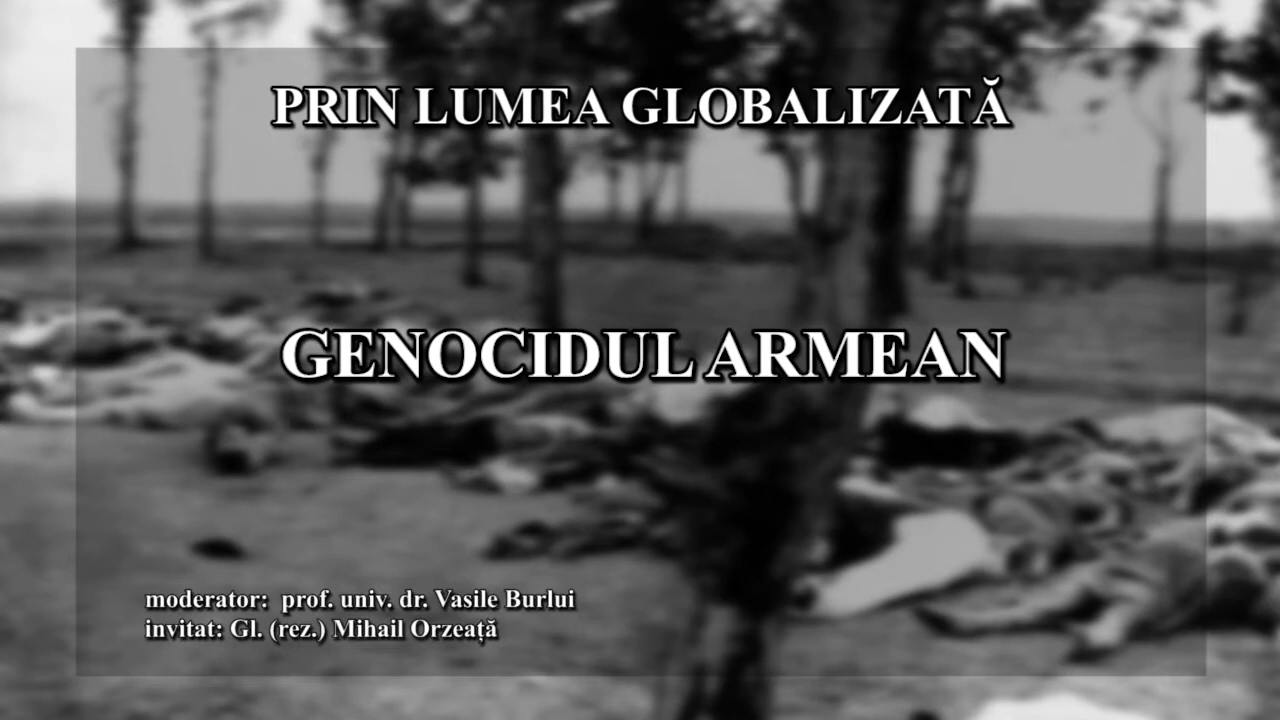 PRIN LUMEA GLOBALIZATĂ
GENOCIDUL ARMEAN
moderator: prof. univ. dr. Vasile Burlui
invitat: Gl. (rez.) Mihail Orzeață